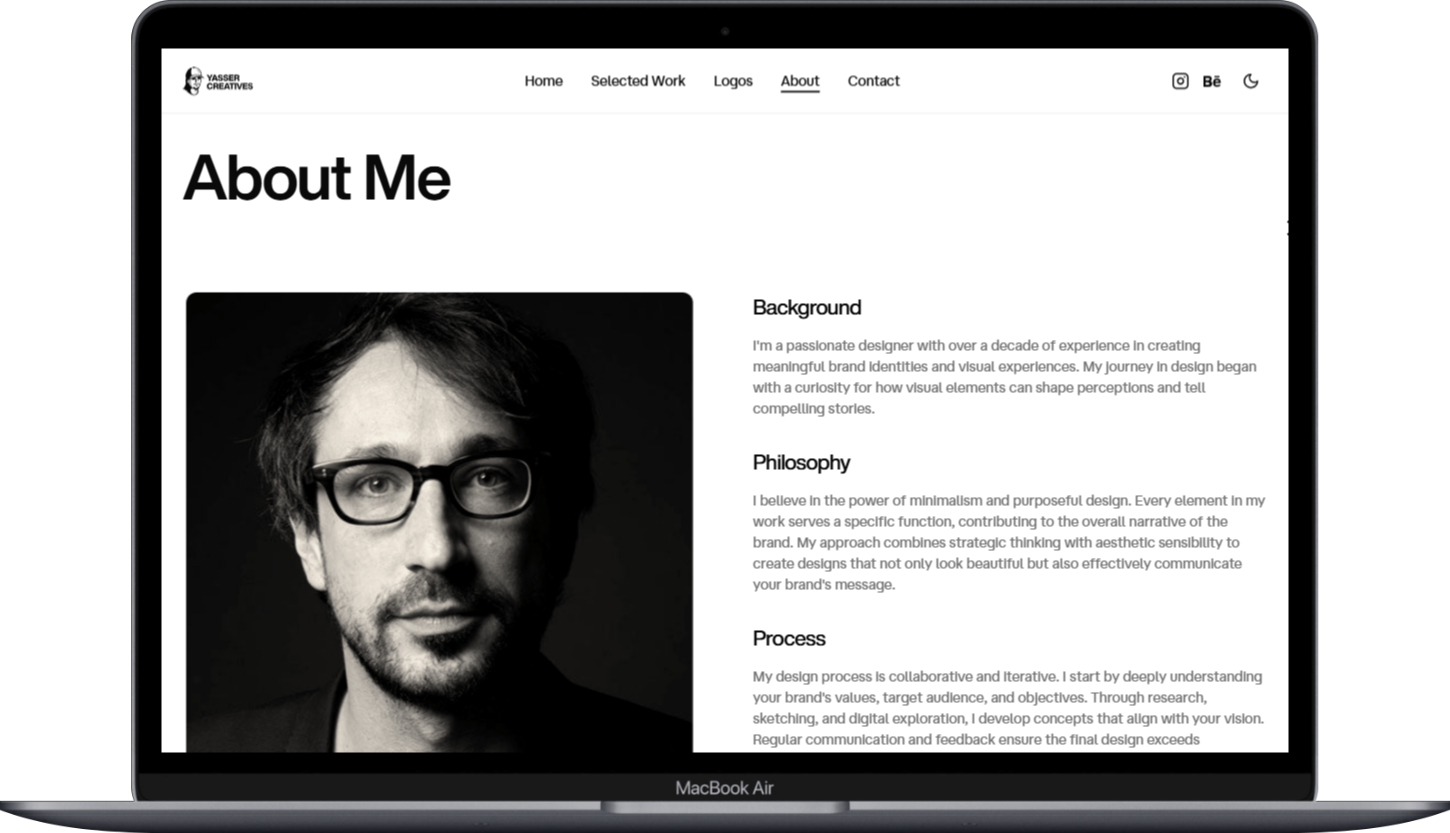 YASSER
CREATIVES
Home Selected Work Logos About Contact
Bē
About Me
Background
I'm a passionate designer with over a decade of experience in creating
meaningful brand identities and visual experiences. My journey in design began
with a curiosity for how visual elements can shape perceptions and tell
compelling stories.
Philosophy
I believe in the power of minimalism and purposeful design. Every element in my
work serves a specific function, contributing to the overall narrative of the
brand. My approach combines strategic thinking with aesthetic sensibility to
create designs that not only look beautiful but also effectively communicate
your brand's message.
Process
My design process is collaborative and iterative. I start by deeply understanding
your brand's values, target audience, and objectives. Through research,
sketching, and digital exploration, I develop concepts that align with your vision.
Regular communication and feedback ensure the final design exceeds
MacBook Air